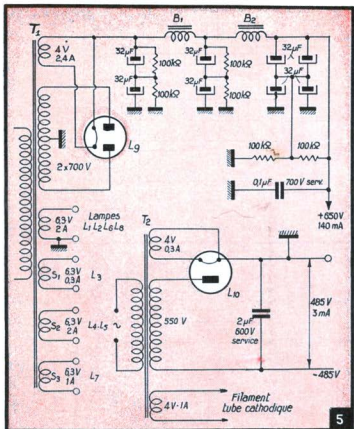 B1
B2
T1
4V
2,4A
32µF
32µF
100kΩ
100kΩ
32µF
32µF
100kΩ
100kΩ
32µF
32µF
32µF
L9
2×700V
100kΩ
100kΩ
0,1µF
700V serv.
+650V
140 mA
6,3V
2A
Lampes
L1 L2 L6 L8
T2
4V
0,3A
S1
6,3V
0,3A
L3
L10
S2
6,3V
2A
L4-L5
~
550V
2µF
600V
service
485V
3mA
-485V
S3
6,3V
1A
L7
4V-1A
Filament
tube cathodique
5